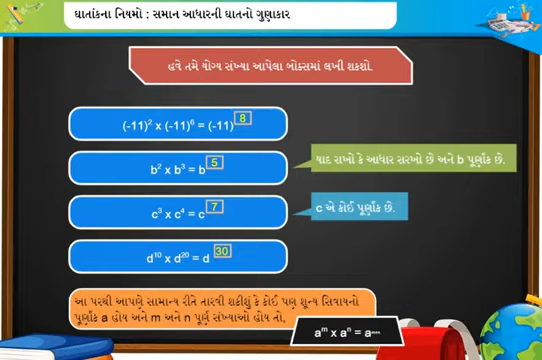 ઘાતાંકના નિયમો : સમાન આધારની ઘાતનો ગુણાકાર
હવે તમે યોગ્ય સંખ્યા આપેલા બોક્સમાં લખી શકશો.
(-11)² x (-11)⁶ = (-11)⁸
b² x b³ = b⁵
યાદ રાખો કે આધાર સરખો છે અને b પૂર્ણાંક છે.
c³ x c⁴ = c⁷
c એ કોઈ પૂર્ણાંક છે.
d¹⁰ x d²⁰ = d³⁰
આ પરથી આપણે સામાન્ય રીતે તારવી શકીશું કે કોઈ પણ શૂન્ય સિવાયનો
પૂર્ણાંક a હોય અને m અને n પૂર્ણ સંખ્યાઓ હોય તો,
aᵐ x aⁿ = aᵐ⁺ⁿ